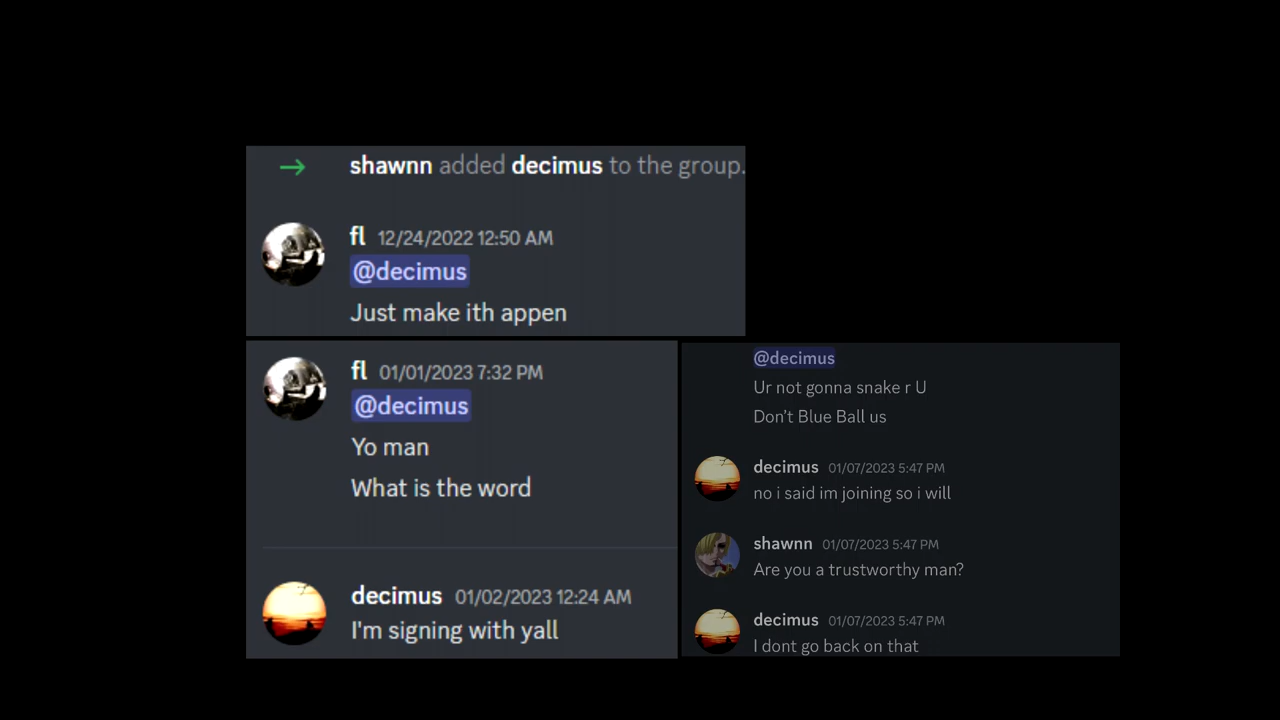 shawnn added decimus to the group.
fl 12/24/2022 12:50 AM
@decimus
Just make ith appen
fl 01/01/2023 7:32 PM
@decimus
Yo man
What is the word
decimus 01/02/2023 12:24 AM
I'm signing with yall
@decimus
Ur not gonna snake r U
Don't Blue Ball us
decimus 01/07/2023 5:47 PM
no i said im joining so i will
shawnn 01/07/2023 5:47 PM
Are you a trustworthy man?
decimus 01/07/2023 5:47 PM
I dont go back on that